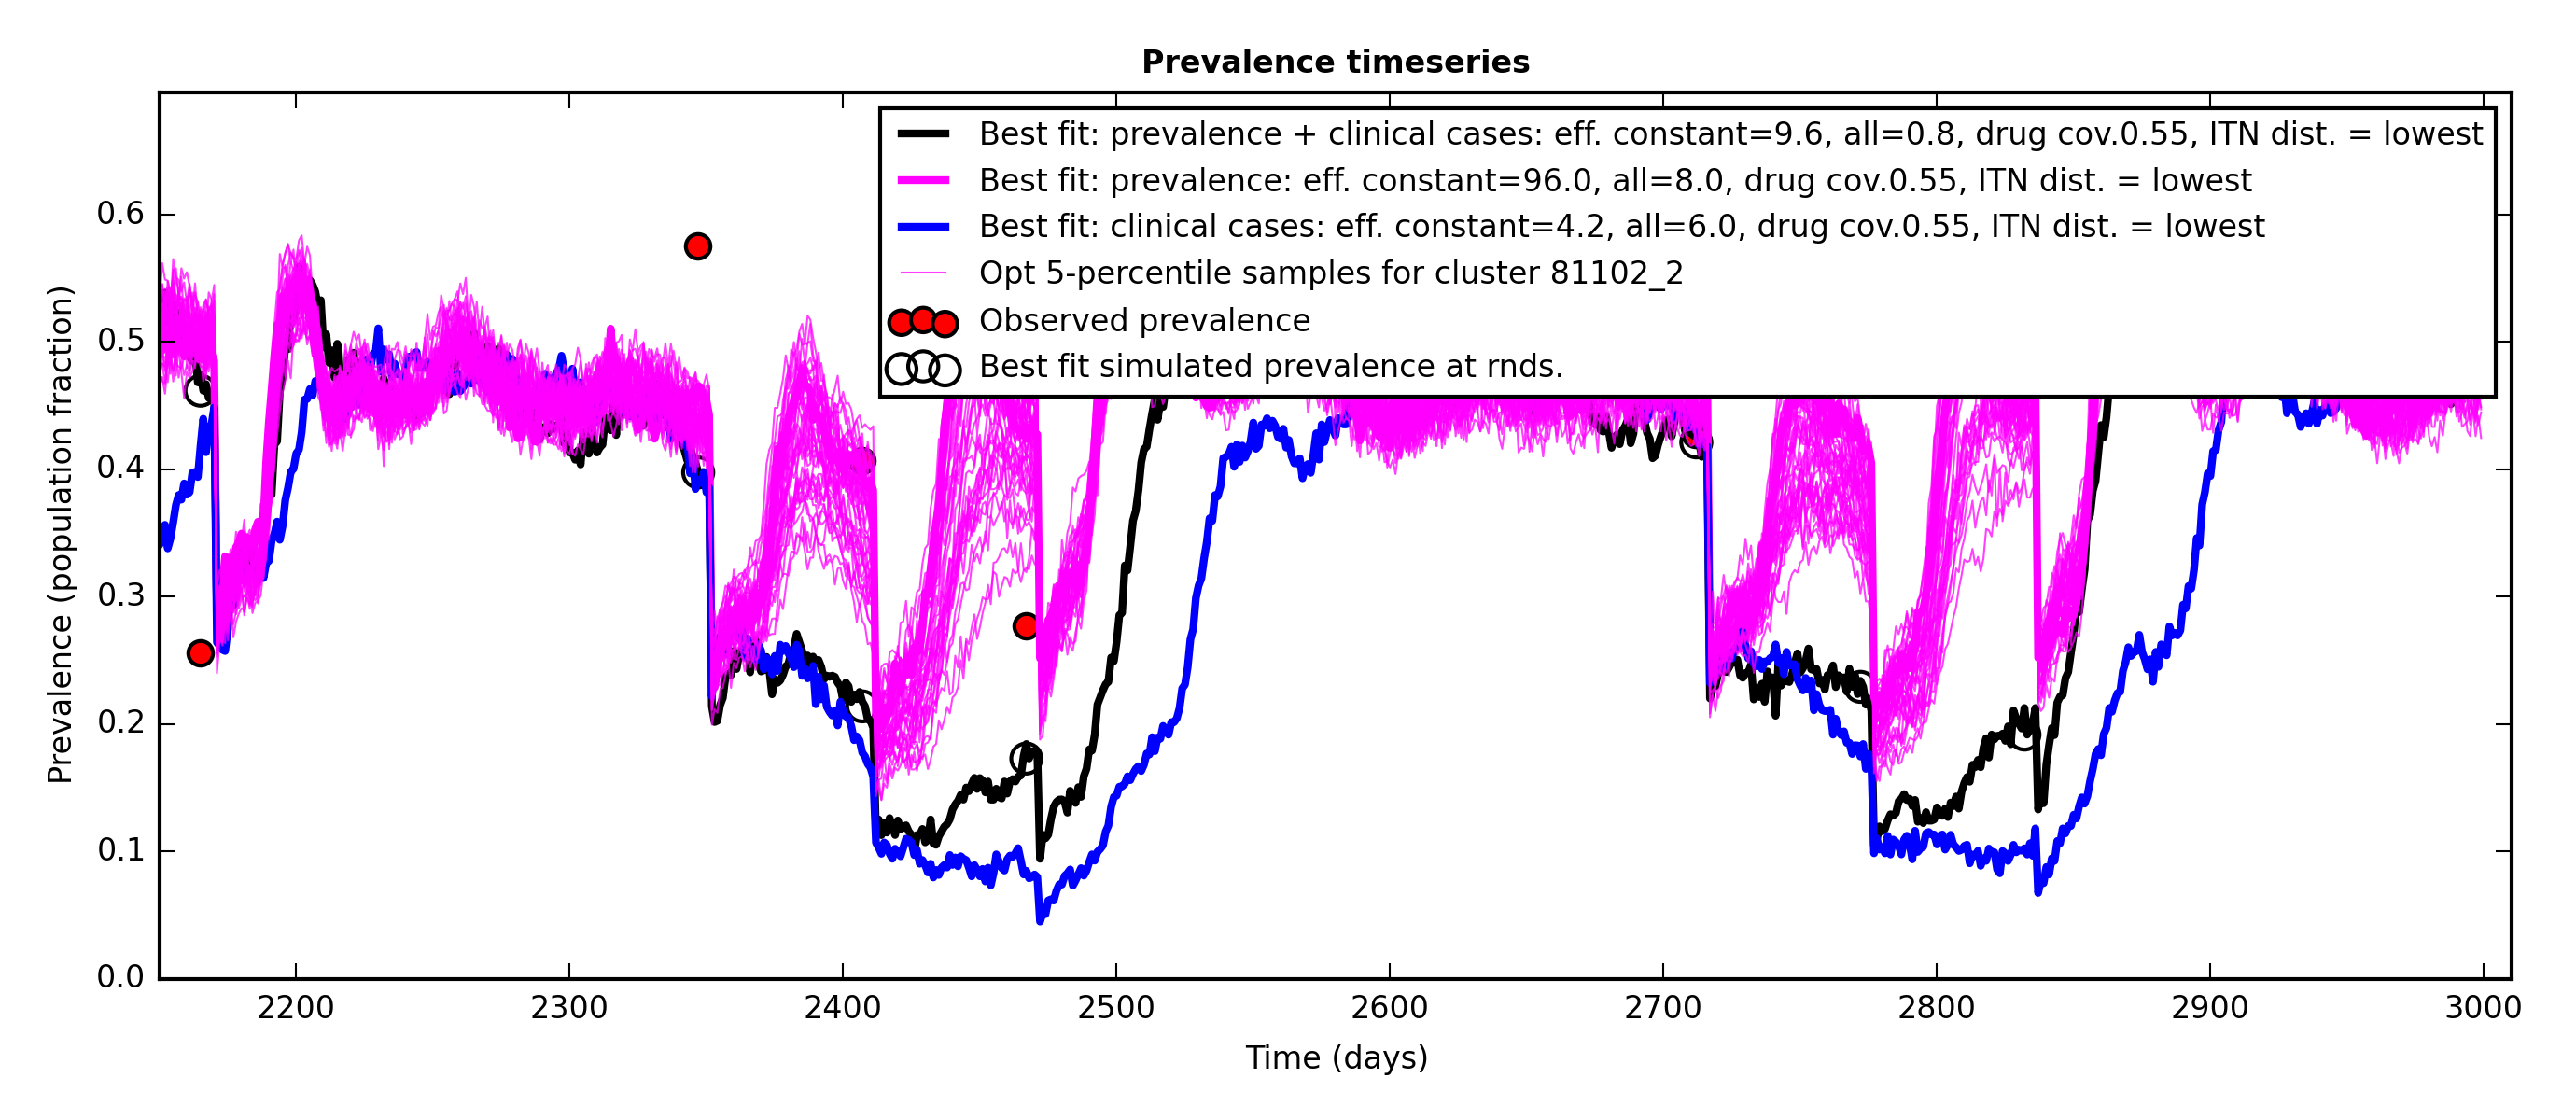 Prevalence timeseries
Best fit: prevalence + clinical cases: eff. constant=9.6, all=0.8, drug cov.0.55, ITN dist. = lowest
Best fit: prevalence: eff. constant=96.0, all=8.0, drug cov.0.55, ITN dist. = lowest
Best fit: clinical cases: eff. constant=4.2, all=6.0, drug cov.0.55, ITN dist. = lowest
Opt 5-percentile samples for cluster 81102_2
Observed prevalence
Best fit simulated prevalence at rnds.
Prevalence (population fraction)
0.6
0.5
0.4
0.3
0.2
0.1
0.0
2200 2300 2400 2500 2600 2700 2800 2900 3000
Time (days)